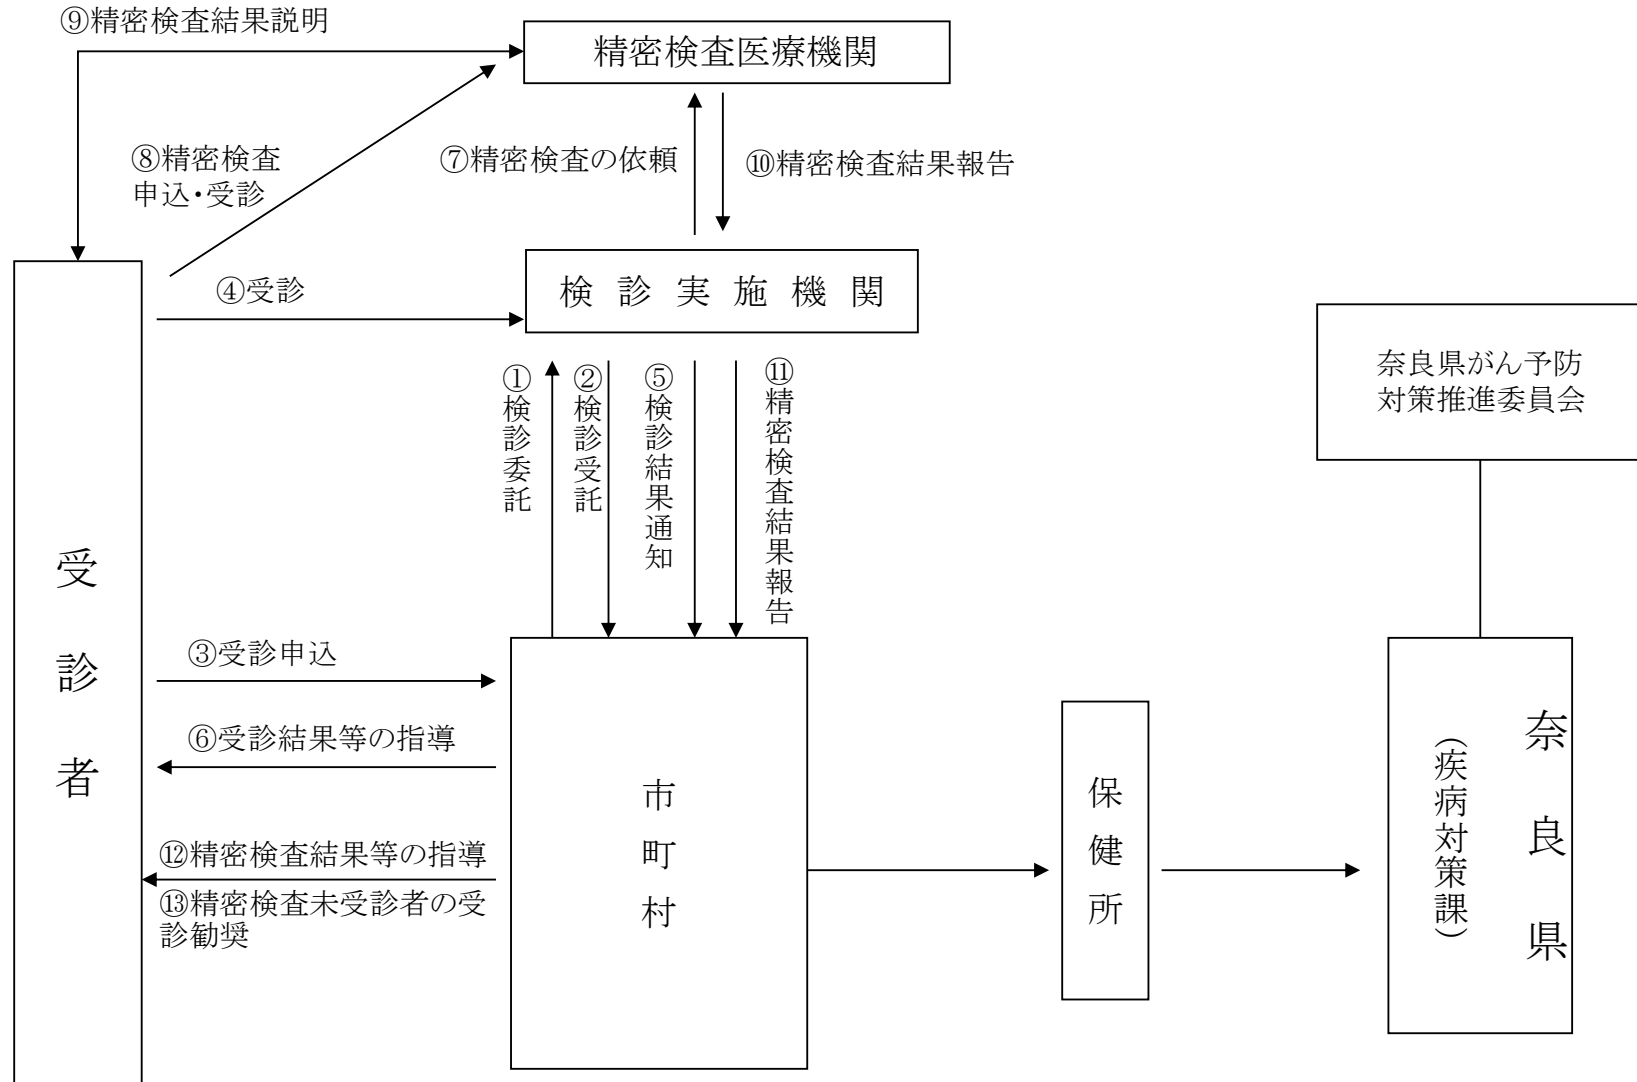 ⑨精密検査結果説明
精密検査医療機関
⑧精密検査
申込・受診
⑦精密検査の依頼
⑩精密検査結果報告
④受診
検診実施機関
奈良県がん予防
対策推進委員会
①検診委託
②検診受託
⑤検診結果通知
⑪精密検査結果報告
受診者
③受診申込
⑥受診結果等の指導
⑫精密検査結果等の指導
⑬精密検査未受診者の受
診勧奨
市町村
保健所
奈良県
(疾病対策課)